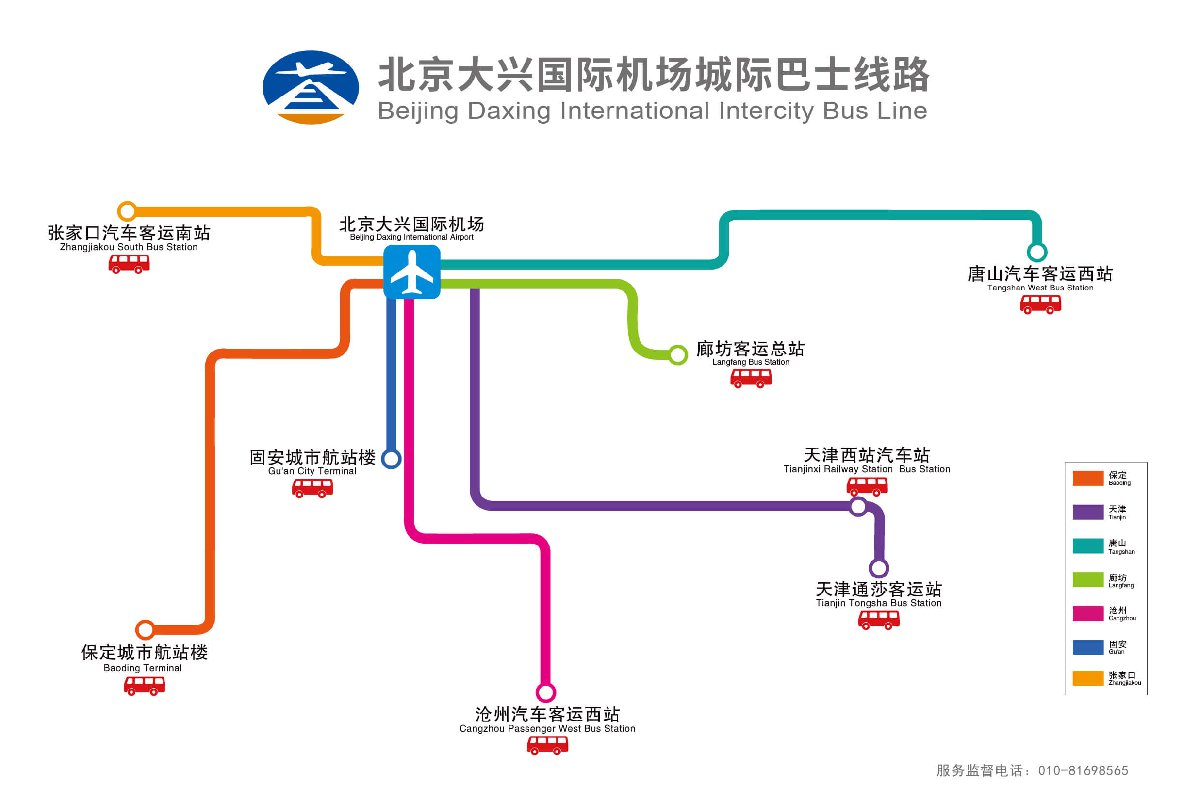 北京大兴国际机场城际巴士线路
Beijing Daxing International Intercity Bus Line
张家口汽车客运南站
Zhangjiakou South Bus Station
北京大兴国际机场
Beijing Daxing International Airport
唐山汽车客运西站
Tangshan West Bus Station
廊坊客运总站
Langfang Bus Station
固安城市航站楼
Gu'an City Terminal
天津西站汽车站
Tianjinxi Railway Station Bus Station
天津通莎客运站
Tianjin Tongsha Bus Station
保定城市航站楼
Baoding Terminal
沧州汽车客运西站
Cangzhou Passenger West Bus Station
保定
Baoding
天津
Tianjin
唐山
Tangshan
廊坊
Langfang
沧州
Cangzhou
固安
Gu'an
张家口
Zhangjiakou
服务监督电话：010-81698565